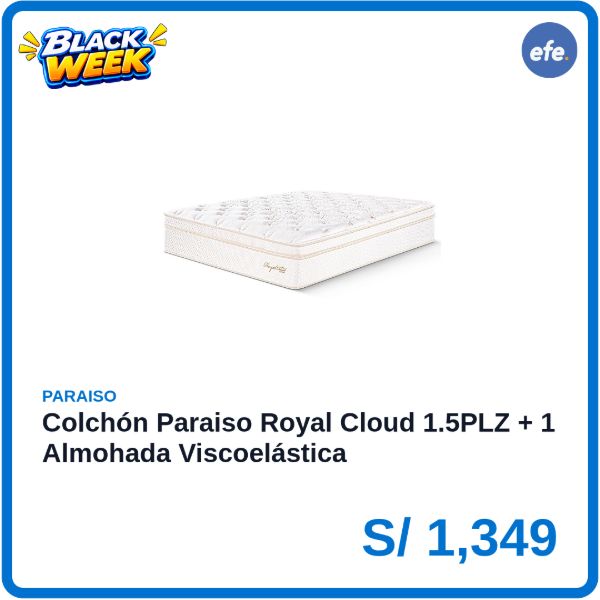 BLACK
WEEK
efe.
PARAISO
Colchón Paraiso Royal Cloud 1.5PLZ + 1
Almohada Viscoelástica
S/ 1,349